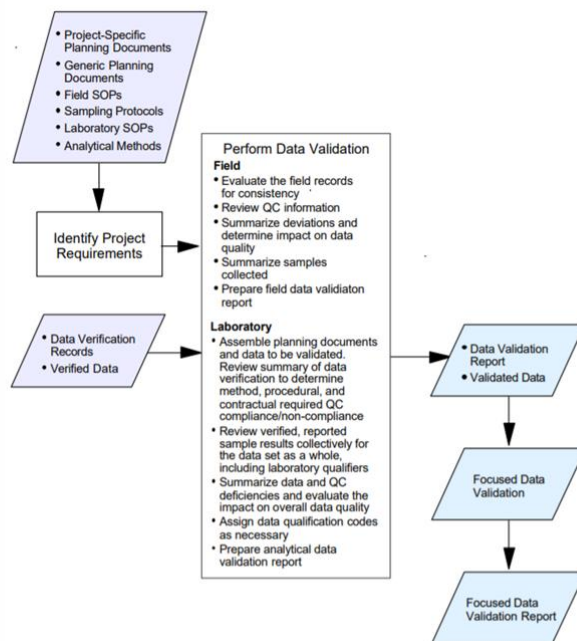 • Project-Specific
Planning Documents
• Generic Planning
Documents
• Field SOPs
• Sampling Protocols
• Laboratory SOPs
• Analytical Methods
Identify Project
Requirements
• Data Verification
Records
• Verified Data
Perform Data Validation
Field
• Evaluate the field records
for consistency
• Review QC information
• Summarize deviations and
determine impact on data
quality
• Summarize samples
collected
• Prepare field data validiaton
report
Laboratory
• Assemble planning documents
and data to be validated.
Review summary of data
verification to determine
method, procedural, and
contractual required QC
compliance/non-compliance
• Review verified, reported
sample results collectively for
the data set as a whole,
including laboratory qualifiers
• Summarize data and QC
deficiencies and evaluate the
impact on overall data quality
• Assign data qualification codes
as necessary
• Prepare analytical data
validation report
• Data Validation
Report
• Validated Data
Focused Data
Validation
Focused Data
Validation Report